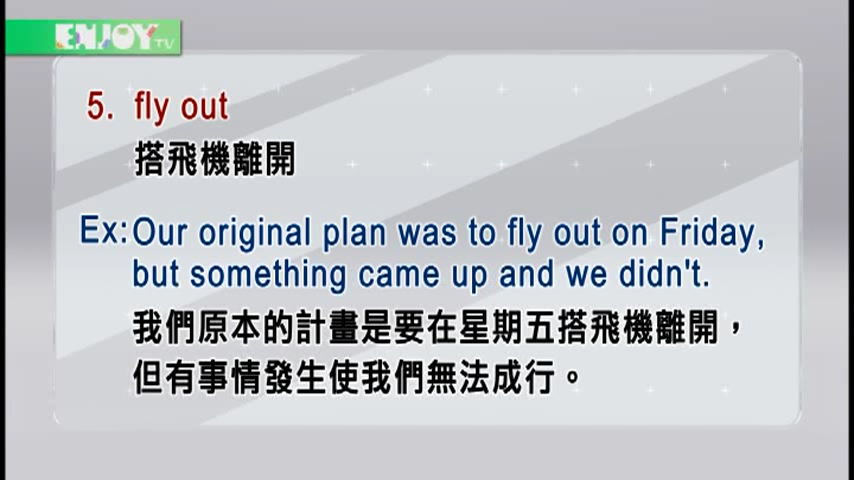 ENJOY TV
5. fly out
搭飛機離開
Ex: Our original plan was to fly out on Friday,
but something came up and we didn't.
我們原本的計畫是要在星期五搭飛機離開，
但有事情發生使我們無法成行。